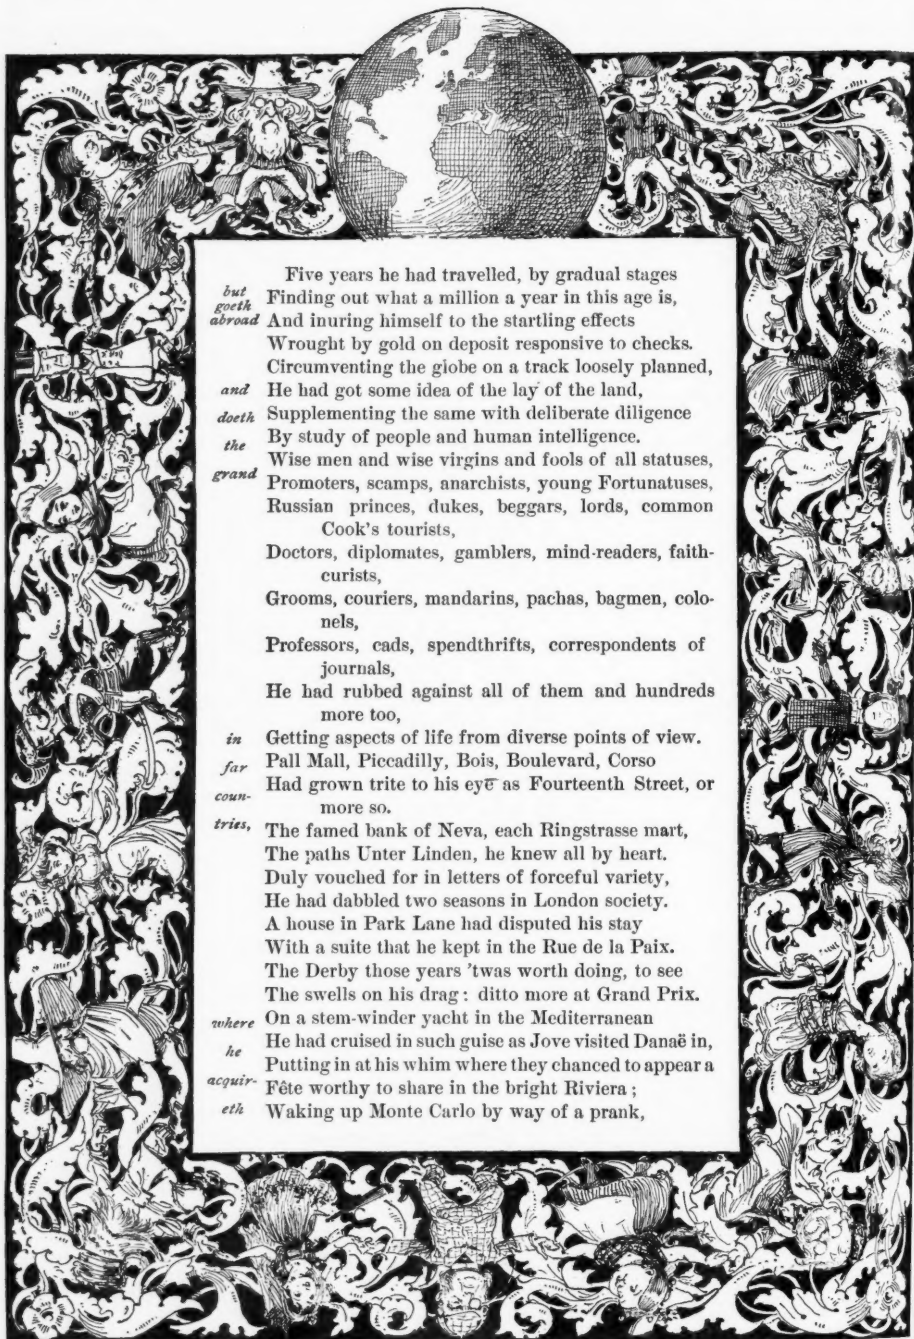 Five years he had travelled, by gradual stages
but
goeth
abroad
Finding out what a million a year in this age is,
And inuring himself to the startling effects
Wrought by gold on deposit responsive to checks.
Circumventing the globe on a track loosely planned,
and He had got some idea of the lay of the land,
doeth Supplementing the same with deliberate diligence
the By study of people and human intelligence.
Wise men and wise virgins and fools of all statuses,
grand Promoters, scamps, anarchists, young Fortunatuses,
Russian princes, dukes, beggars, lords, common
Cook's tourists,
Doctors, diplomates, gamblers, mind-readers, faith-
curists,
Grooms, couriers, mandarins, pachas, bagmen, colo-
nels,
Professors, cads, spendthrifts, correspondents of
journals,
He had rubbed against all of them and hundreds
more too,
in Getting aspects of life from diverse points of view.
far Pall Mall, Piccadilly, Bois, Boulevard, Corso
coun- Had grown trite to his eye as Fourteenth Street, or
more so.
tries, The famed bank of Neva, each Ringstrasse mart,
The paths Unter Linden, he knew all by heart.
Duly vouched for in letters of forceful variety,
He had dabbled two seasons in London society.
A house in Park Lane had disputed his stay
With a suite that he kept in the Rue de la Paix.
The Derby those years 'twas worth doing, to see
The swells on his drag: ditto more at Grand Prix.
where On a stem-winder yacht in the Mediterranean
he He had cruised in such guise as Jove visited Danaë in,
Putting in at his whim where they chanced to appear a
acquir- Fête worthy to share in the bright Riviera;
eth Waking up Monte Carlo by way of a prank,